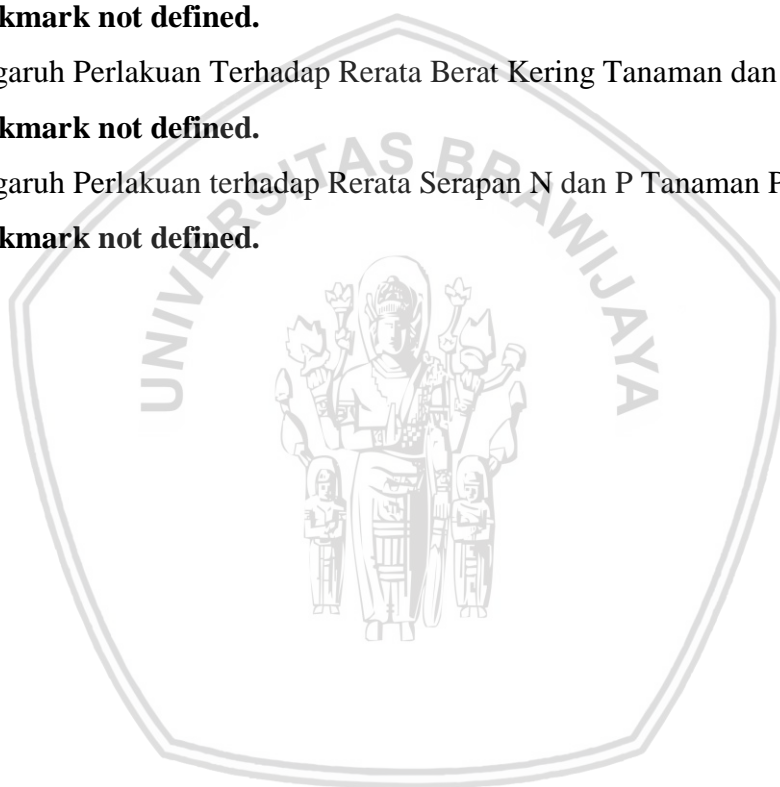 kmark not defined.
garuh Perlakuan Terhadap Rerata Berat Kering Tanaman dan
kmark not defined.
garuh Perlakuan terhadap Rerata Serapan N dan P Tanaman P
kmark not defined.
UNIVERSITAS BRAWIJAYA